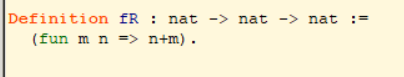 Definition fR : nat -> nat -> nat :=
(fun m n => n+m).